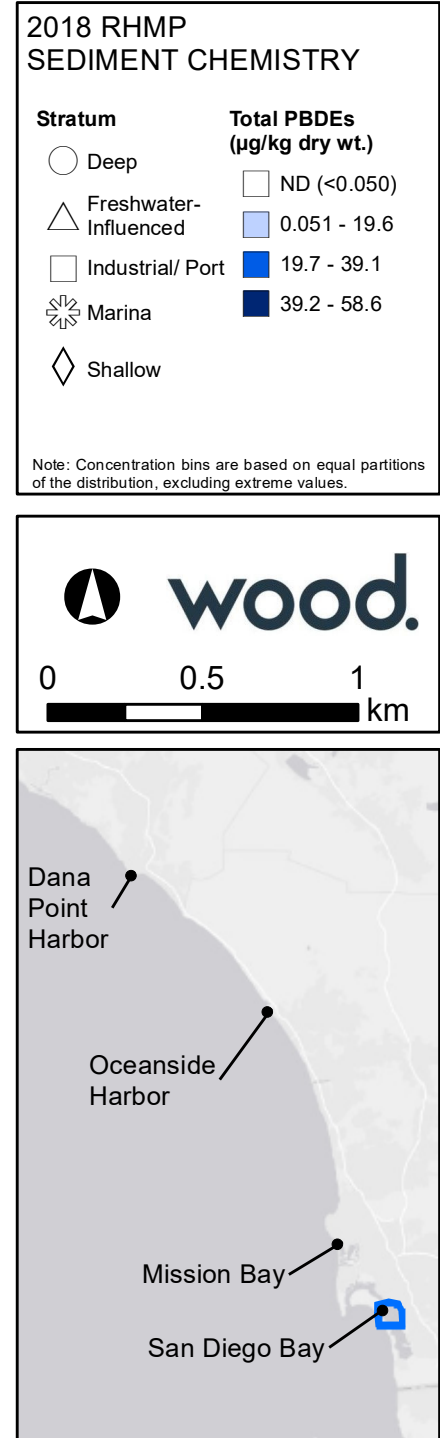 2018 RHMP
SEDIMENT CHEMISTRY
Stratum
Deep
Freshwater-
Influenced
Industrial/ Port
Marina
Shallow
Total PBDEs
(µg/kg dry wt.)
ND (<0.050)
0.051 - 19.6
19.7 - 39.1
39.2 - 58.6
Note: Concentration bins are based on equal partitions
of the distribution, excluding extreme values.
wood.
0 0.5 1
km
Dana
Point
Harbor
Oceanside
Harbor
Mission Bay
San Diego Bay